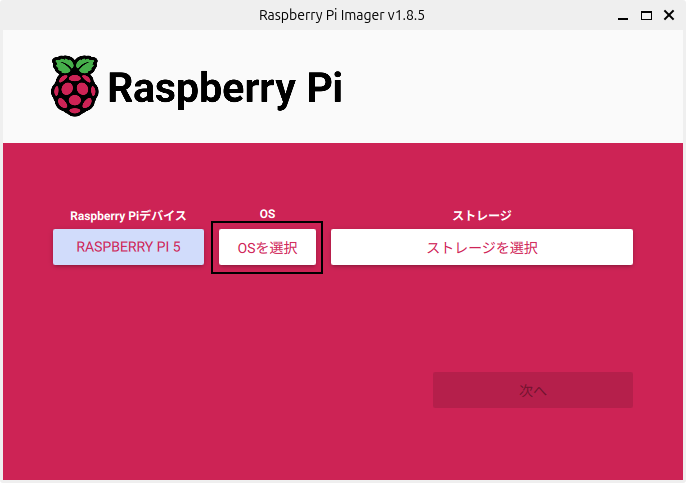 Raspberry Pi Imager v1.8.5
Raspberry Pi
Raspberry Piデバイス
OS
ストレージ
RASPBERRY PI 5
OSを選択
ストレージを選択
次へ